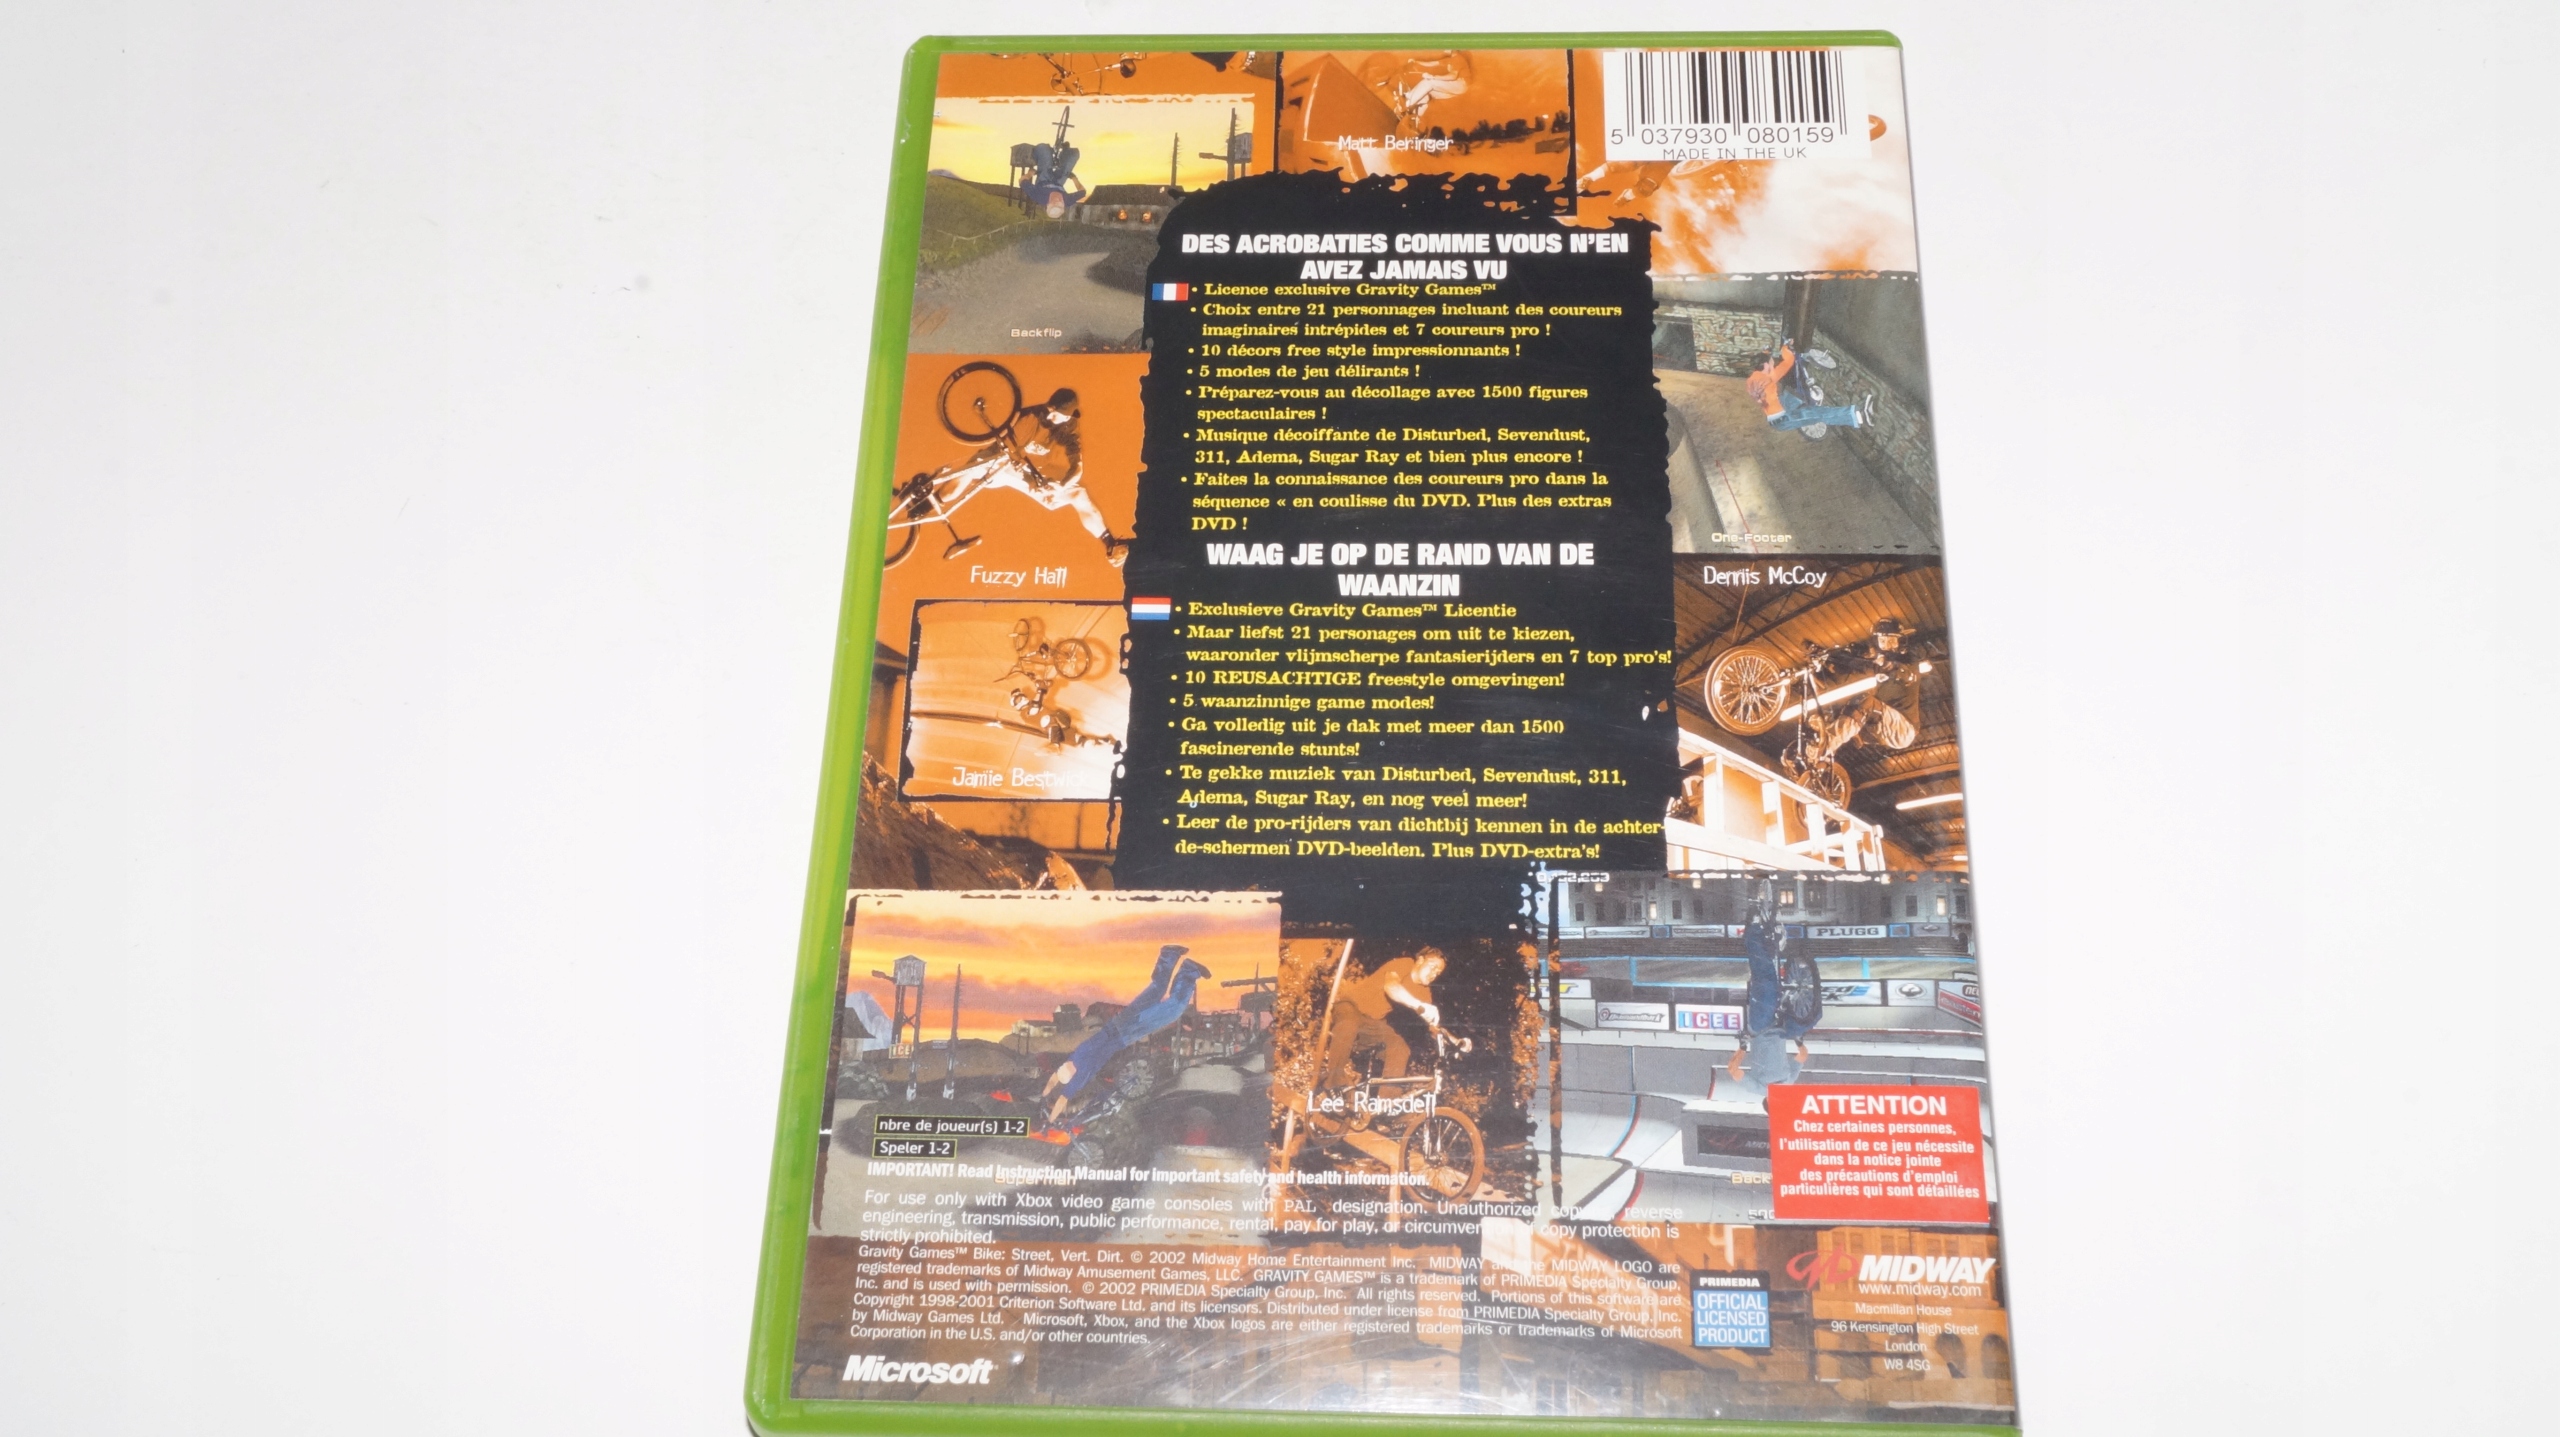 Matt Beringer
5 037930 080159
MADE IN THE UK
DES ACROBATIES COMME VOUS N'EN
AVEZ JAMAIS VU
• Licence exclusive Gravity Games™
• Choix entre 21 personnages incluant des coureurs
imaginaires intrépides et 7 coureurs pro !
• 10 décors free style impressionnants !
• 5 modes de jeu délirants !
• Préparez-vous au décollage avec 1500 figures
spectaculaires !
• Musique décoiffante de Disturbed, Sevendust,
311, Adema, Sugar Ray et bien plus encore !
• Faites la connaissance des coureurs pro dans la
séquence « en coulisse du DVD. Plus des extras
DVD !
Backflip
One-Footer
Fuzzy Hall
Dennis McCoy
WAAG JE OP DE RAND VAN DE
WAANZIN
• Exclusieve Gravity Games™ Licentie
• Maar liefst 21 personages om uit te kiezen,
waaronder vlijmscherpe fantasierijders en 7 top pro's!
• 10 REUSACHTIGE freestyle omgevingen!
• 5 waanzinnige game modes!
• Ga volledig uit je dak met meer dan 1500
fascinerende stunts!
• Te gekke muziek van Disturbed, Sevendust, 311,
Adema, Sugar Ray, en nog veel meer!
• Leer de pro-rijders van dichtbij kennen in de achter-
de-schermen DVD-beelden. Plus DVD-extra's!
Jamie Bestwick
PLUGG
ICEE
Lee Ramsdell
nbre de joueur(s) 1-2
Speler 1-2
Superman
IMPORTANT! Read Instruction Manual for important safety and health information.
For use only with Xbox video game consoles with PAL designation. Unauthorized reverse
engineering, transmission, public performance, rental, pay for play, or copy protection is
strictly prohibited.
Gravity Games™ Bike: Street. Vert. Dirt. © 2002 Midway Home Entertainment Inc. MIDWAY and the MIDWAY LOGO are
registered trademarks of Midway Amusement Games, LLC. GRAVITY GAMES™ is a trademark of PRIMEDIA Specialty Group,
Inc. and is used with permission. © 2002 PRIMEDIA Specialty Group, Inc. All rights reserved. Portions of this software are
Copyright 1998-2001 Criterion Software Ltd. and its licensors. Distributed under license from PRIMEDIA Specialty Group, Inc.
by Midway Games Ltd. Microsoft, Xbox, and the Xbox logos are either registered trademarks or trademarks of Microsoft
Corporation in the U.S. and/or other countries.
Microsoft
ATTENTION
Chez certaines personnes,
l'utilisation de ce jeu nécessite
dans la notice jointe
des précautions d'emploi
particulières qui sont détaillées
PRIMEDIA
OFFICIAL
LICENSED
PRODUCT
MIDWAY
www.midway.com
Macmillan House
96 Kensington High Street
London
W8 4SG